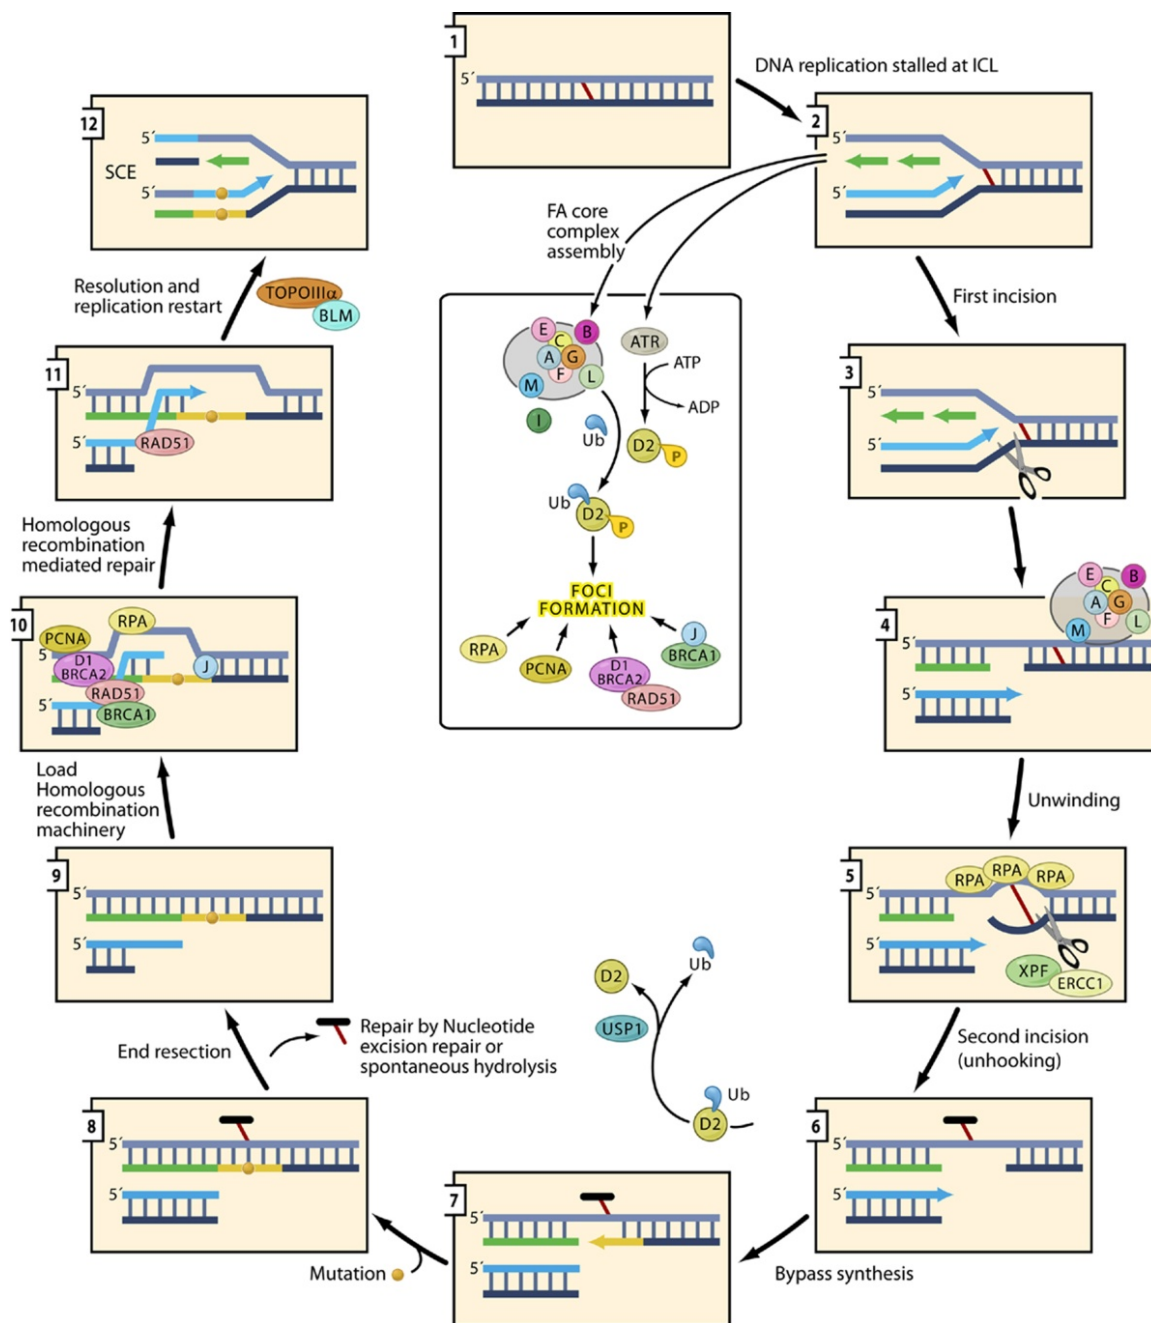 1
5´
DNA replication stalled at ICL
2
5´
5´
FA core
complex
assembly
First incision
3
5´
5´
E
B
C
A
G
F
M
L
I
Ub
ATR
ATP
ADP
D2
P
Ub
D2
P
FOCI
FORMATION
RPA
PCNA
D1
BRCA2
RAD51
J
BRCA1
4
E
B
C
A
G
F
M
L
5´
5´
Unwinding
5
RPA
RPA
RPA
5´
5´
XPF
ERCC1
Second incision
(unhooking)
6
5´
5´
Bypass synthesis
D2
Ub
USP1
D2
Ub
7
5´
5´
Mutation
8
5´
5´
End resection
Repair by Nucleotide
excision repair or
spontaneous hydrolysis
9
5´
5´
Load
Homologous
recombination
machinery
10
PCNA
RPA
5´
D1
BRCA2
J
RAD51
5´
BRCA1
Homologous
recombination
mediated repair
11
5´
5´
RAD51
Resolution and
replication restart
TOPOIIIα
BLM
12
5´
SCE
5´